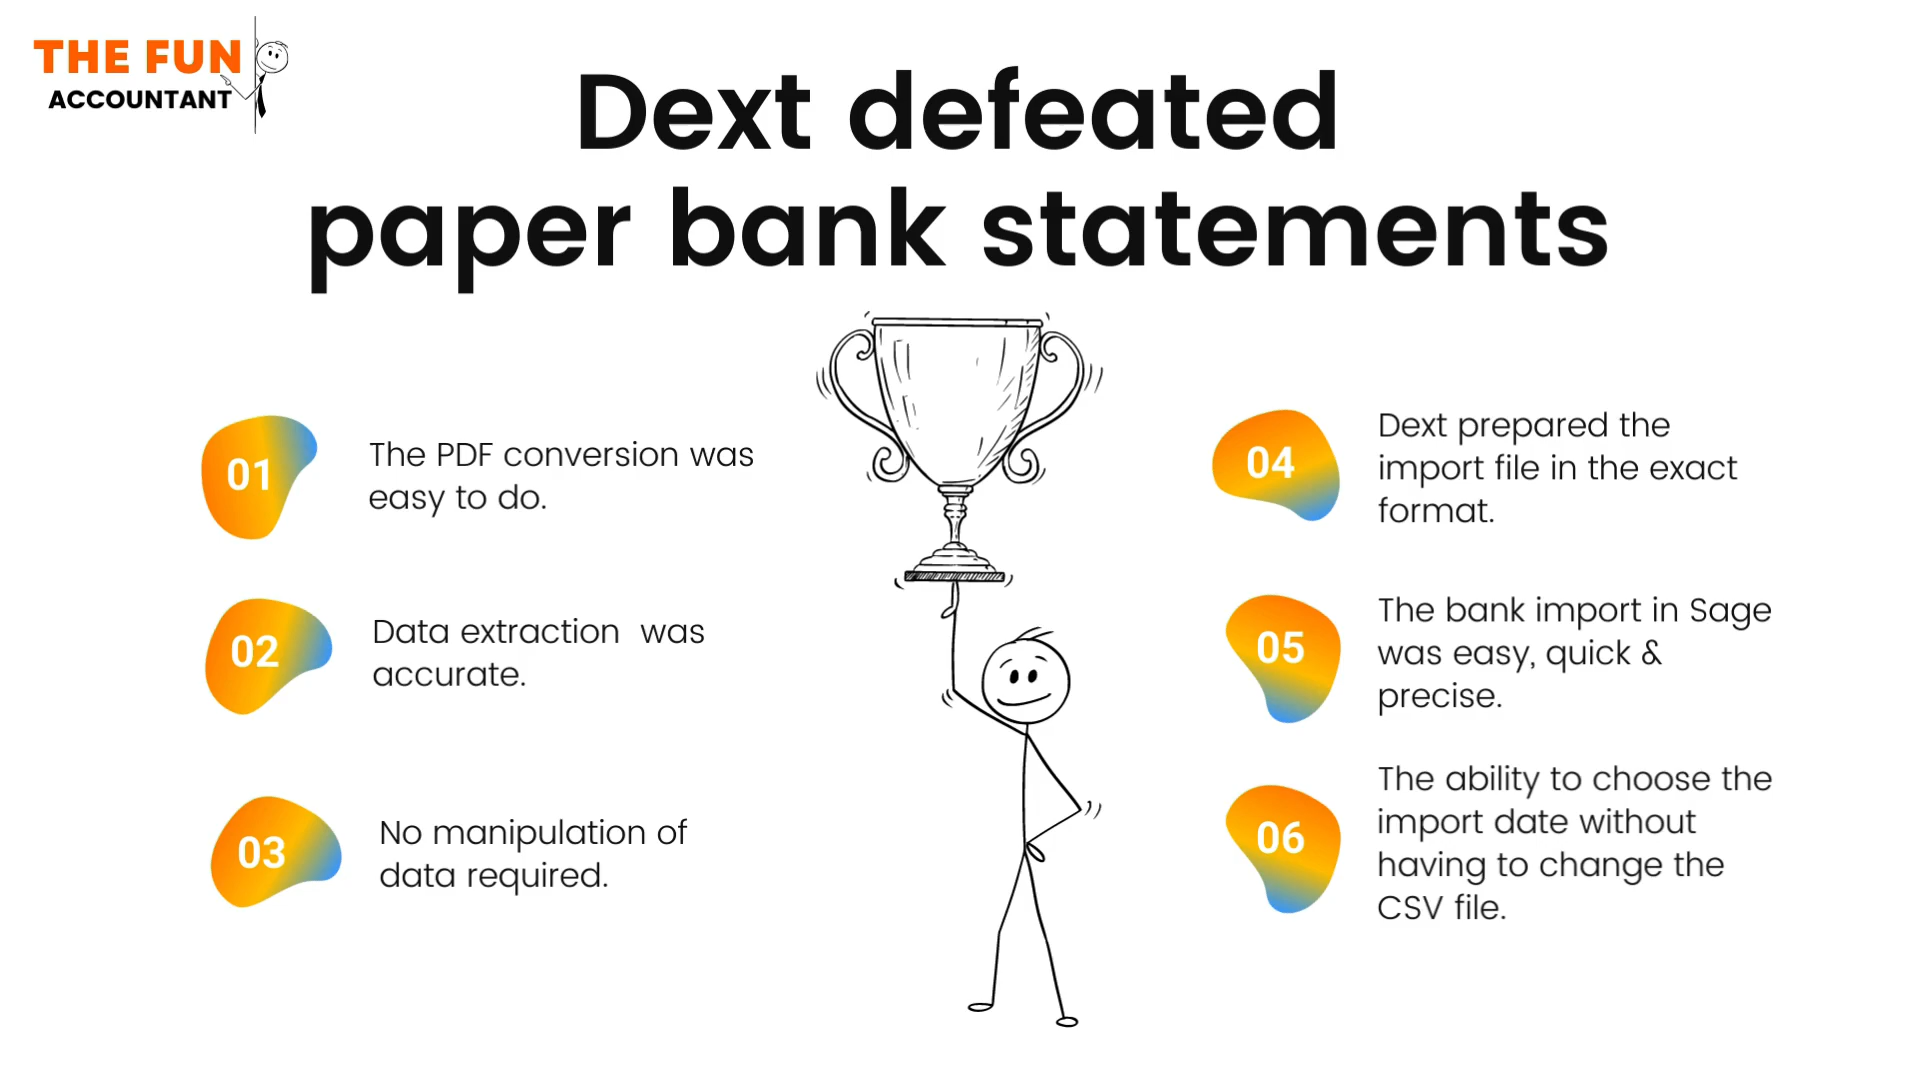 THE FUN
ACCOUNTANT
Dext defeated
paper bank statements
01
The PDF conversion was
easy to do.
02
Data extraction  was
accurate.
03
No manipulation of
data required.
04
Dext prepared the
import file in the exact
format.
05
The bank import in Sage
was easy, quick &
precise.
06
The ability to choose the
import date without
having to change the
CSV file.